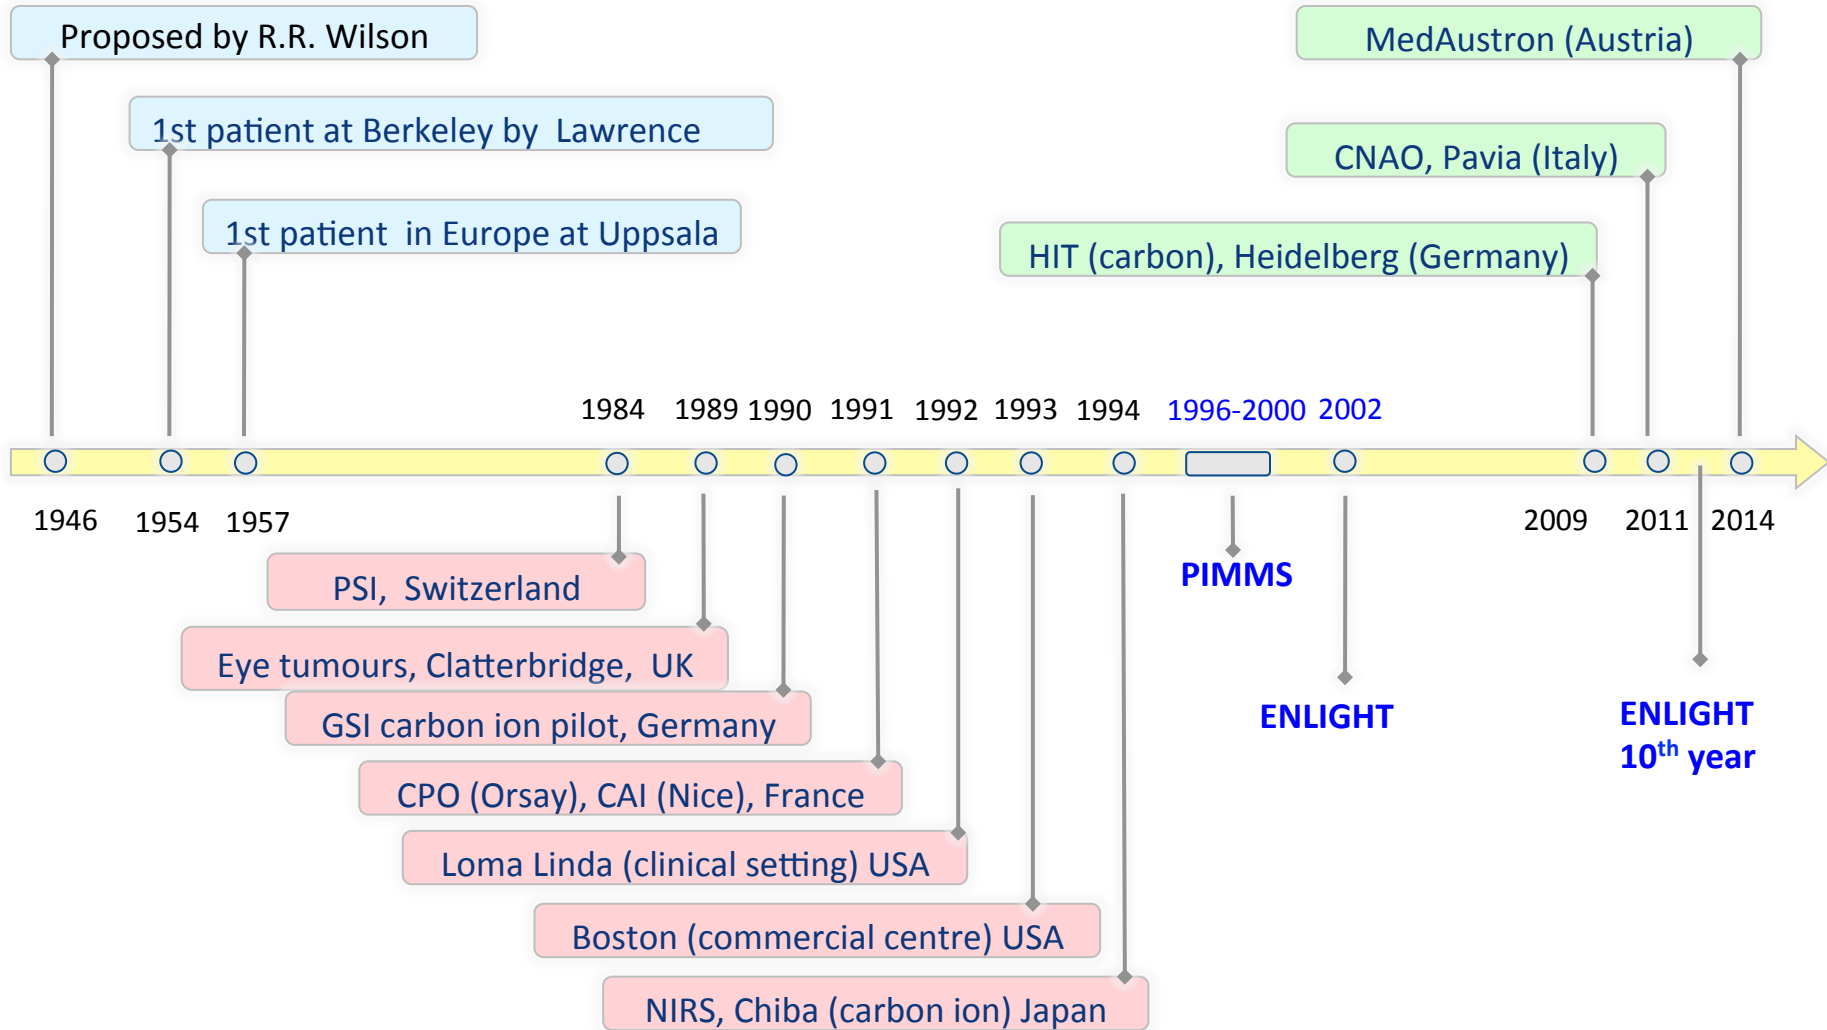 Proposed by R.R. Wilson
MedAustron (Austria)
1st patient at Berkeley by Lawrence
CNAO, Pavia (Italy)
1st patient in Europe at Uppsala
HIT (carbon), Heidelberg (Germany)
1984 1989 1990 1991 1992 1993 1994 1996-2000 2002
1946 1954 1957 2009 2011 2014
PSI, Switzerland
PIMMS
Eye tumours, Clatterbridge, UK
GSI carbon ion pilot, Germany
ENLIGHT
ENLIGHT
10th year
CPO (Orsay), CAI (Nice), France
Loma Linda (clinical setting) USA
Boston (commercial centre) USA
NIRS, Chiba (carbon ion) Japan